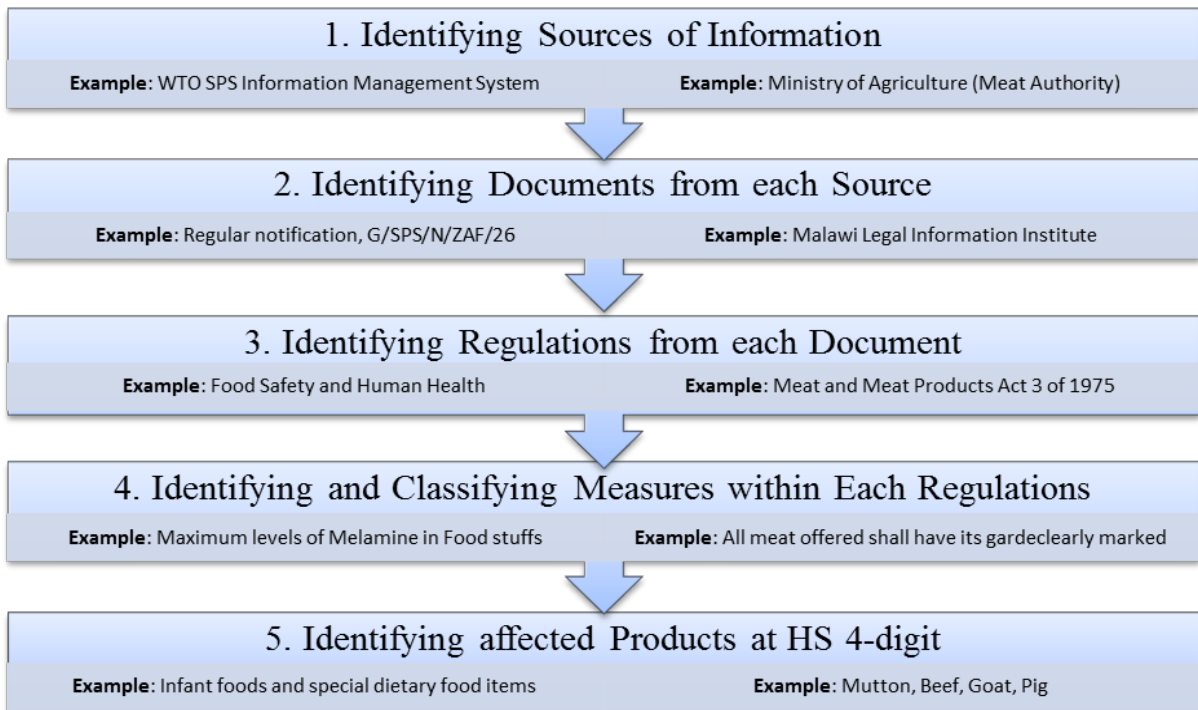 1. Identifying Sources of Information
Example: WTO SPS Information Management System
Example: Ministry of Agriculture (Meat Authority)
2. Identifying Documents from each Source
Example: Regular notification, G/SPS/N/ZAF/26
Example: Malawi Legal Information Institute
3. Identifying Regulations from each Document
Example: Food Safety and Human Health
Example: Meat and Meat Products Act 3 of 1975
4. Identifying and Classifying Measures within Each Regulations
Example: Maximum levels of Melamine in Food stuffs
Example: All meat offered shall have its gardeclearly marked
5. Identifying affected Products at HS 4-digit
Example: Infant foods and special dietary food items
Example: Mutton, Beef, Goat, Pig